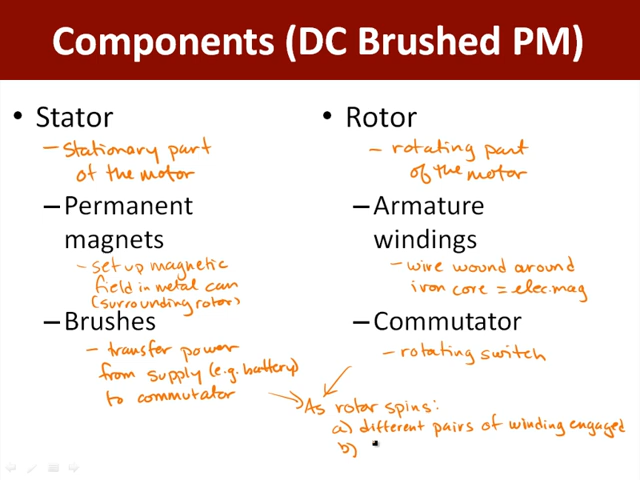 Components (DC Brushed PM)
• Stator
– Stationary part
of the motor
– Permanent
magnets
– set up magnetic
field in metal can
(surrounding rotor)
– Brushes
– transfer power
from supply (e.g. battery)
to commutator
• Rotor
– rotating part
of the motor
– Armature
windings
– wire wound around
iron core = elec.mag
– Commutator
– rotating switch
As rotor spins:
a) different pairs of winding engaged
b)